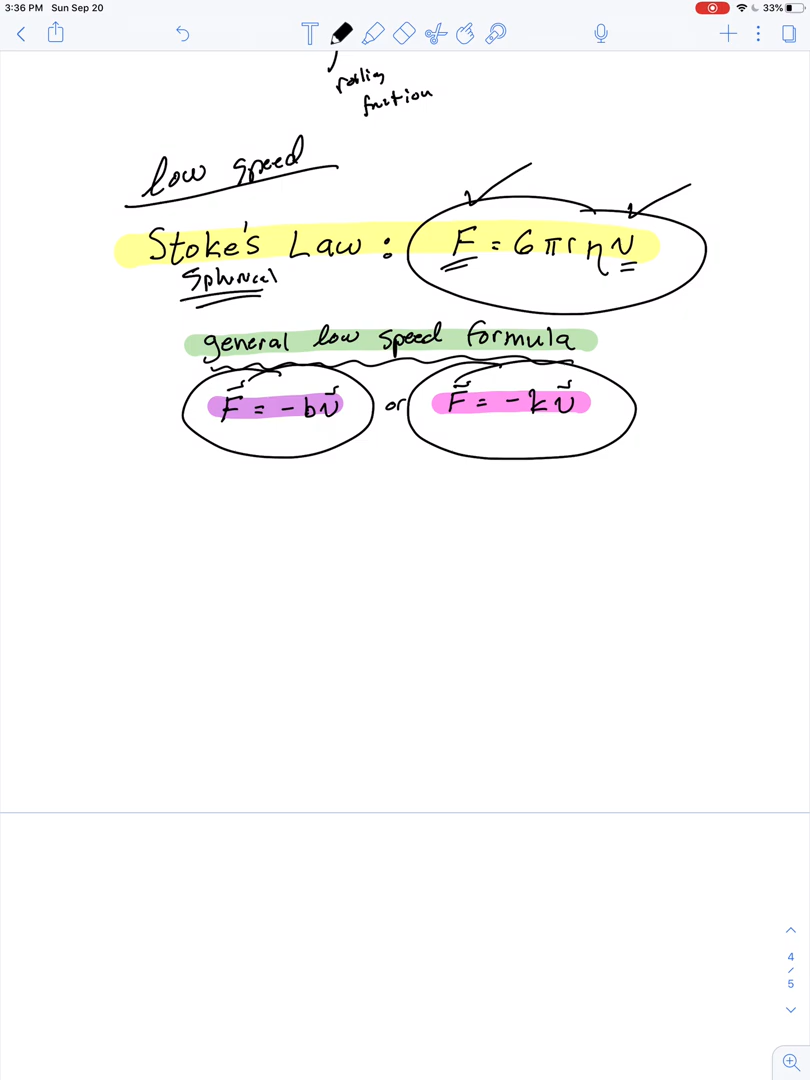 3:36 PM Sun Sep 20
33%
friction
low speed
Stoke's Law : F = 6πrηv
Spherical
general low speed formula
F⃗ = -bv⃗ or F⃗ = -kv⃗
4
/
5